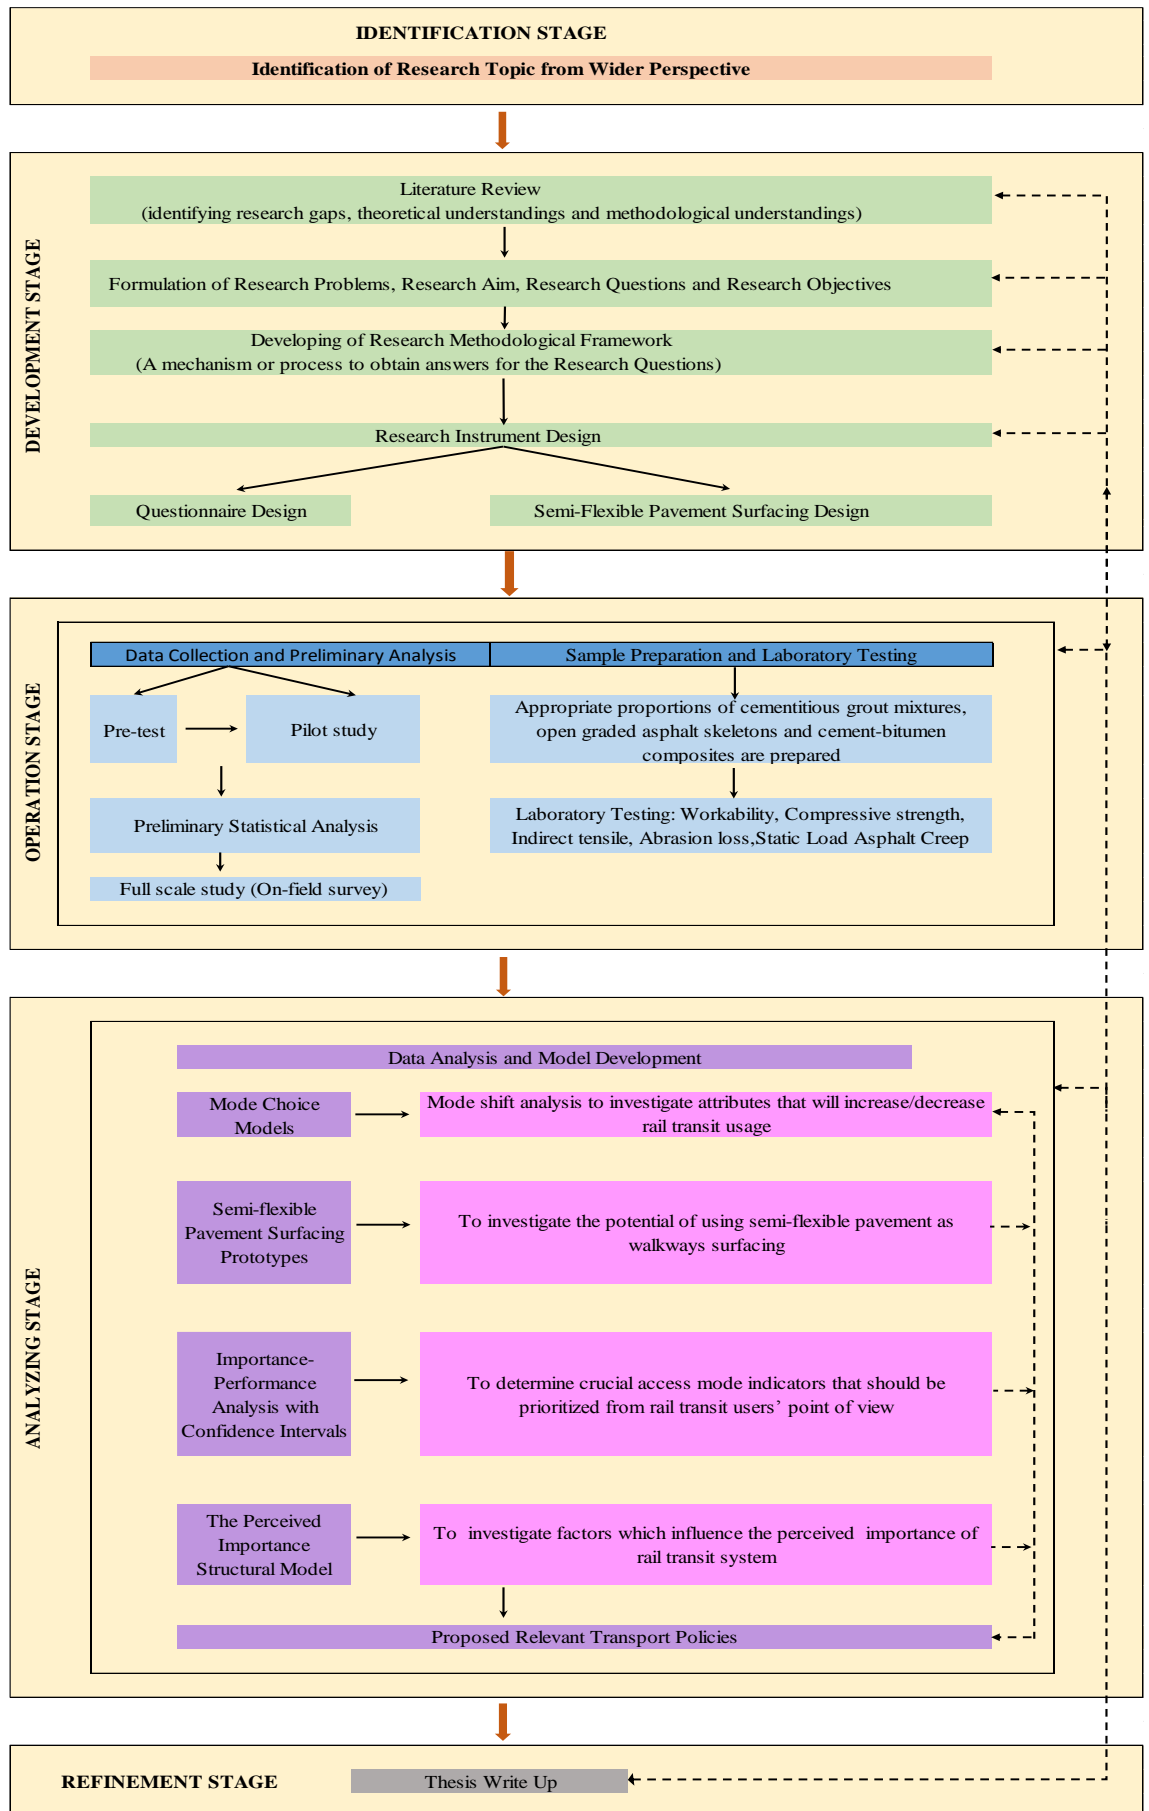 IDENTIFICATION STAGE
Identification of Research Topic from Wider Perspective
DEVELOPMENT STAGE
Literature Review
(identifying research gaps, theoretical understandings and methodological understandings)
Formulation of Research Problems, Research Aim, Research Questions and Research Objectives
Developing of Research Methodological Framework
(A mechanism or process to obtain answers for the Research Questions)
Research Instrument Design
Questionnaire Design
Semi-Flexible Pavement Surfacing Design
OPERATION STAGE
Data Collection and Preliminary Analysis
Sample Preparation and Laboratory Testing
Pre-test
Pilot study
Appropriate proportions of cementitious grout mixtures,
open graded asphalt skeletons and cement-bitumen
composites are prepared
Preliminary Statistical Analysis
Laboratory Testing: Workability, Compressive strength,
Indirect tensile, Abrasion loss,Static Load Asphalt Creep
Full scale study (On-field survey)
ANALYZING STAGE
Data Analysis and Model Development
Mode Choice
Models
Mode shift analysis to investigate attributes that will increase/decrease
rail transit usage
Semi-flexible
Pavement Surfacing
Prototypes
To investigate the potential of using semi-flexible pavement as
walkways surfacing
Importance-
Performance
Analysis with
Confidence Intervals
To determine crucial access mode indicators that should be
prioritized from rail transit users’ point of view
The Perceived
Importance
Structural Model
To investigate factors which influence the perceived importance of
rail transit system
Proposed Relevant Transport Policies
REFINEMENT STAGE
Thesis Write Up